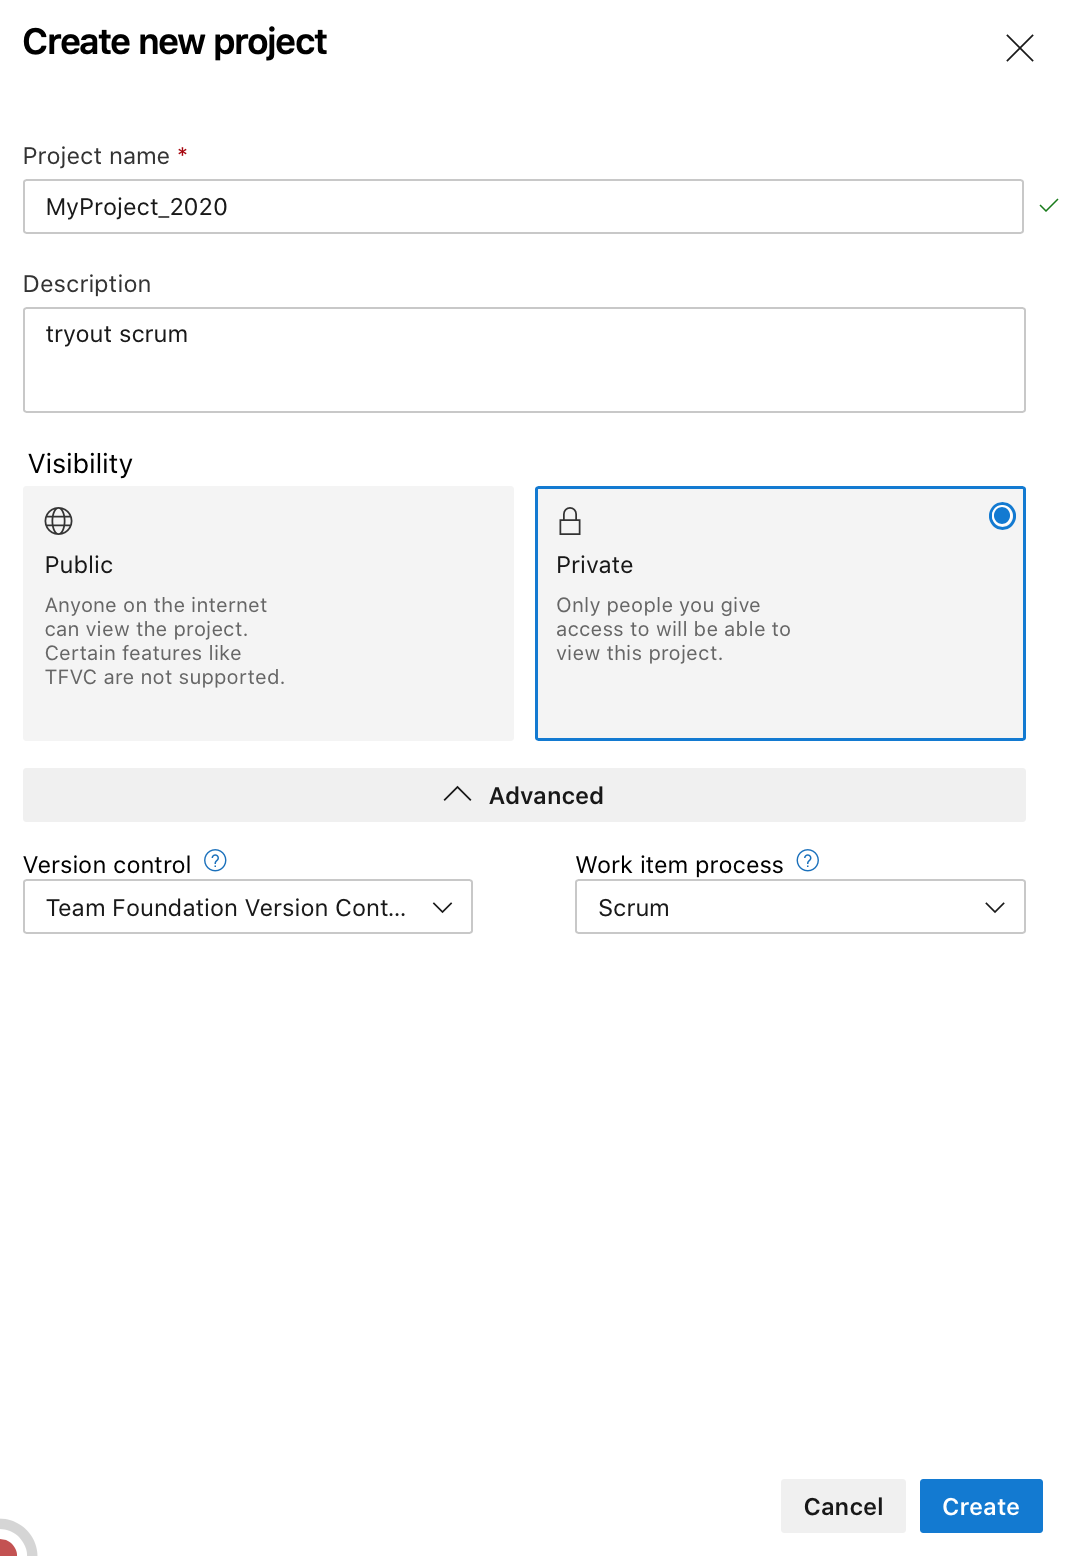 Create new project
Project name *
MyProject_2020
Description
tryout scrum
Visibility
Public
Anyone on the internet
can view the project.
Certain features like
TFVC are not supported.
Private
Only people you give
access to will be able to
view this project.
Advanced
Version control ?
Team Foundation Version Cont...
Work item process ?
Scrum
Cancel
Create